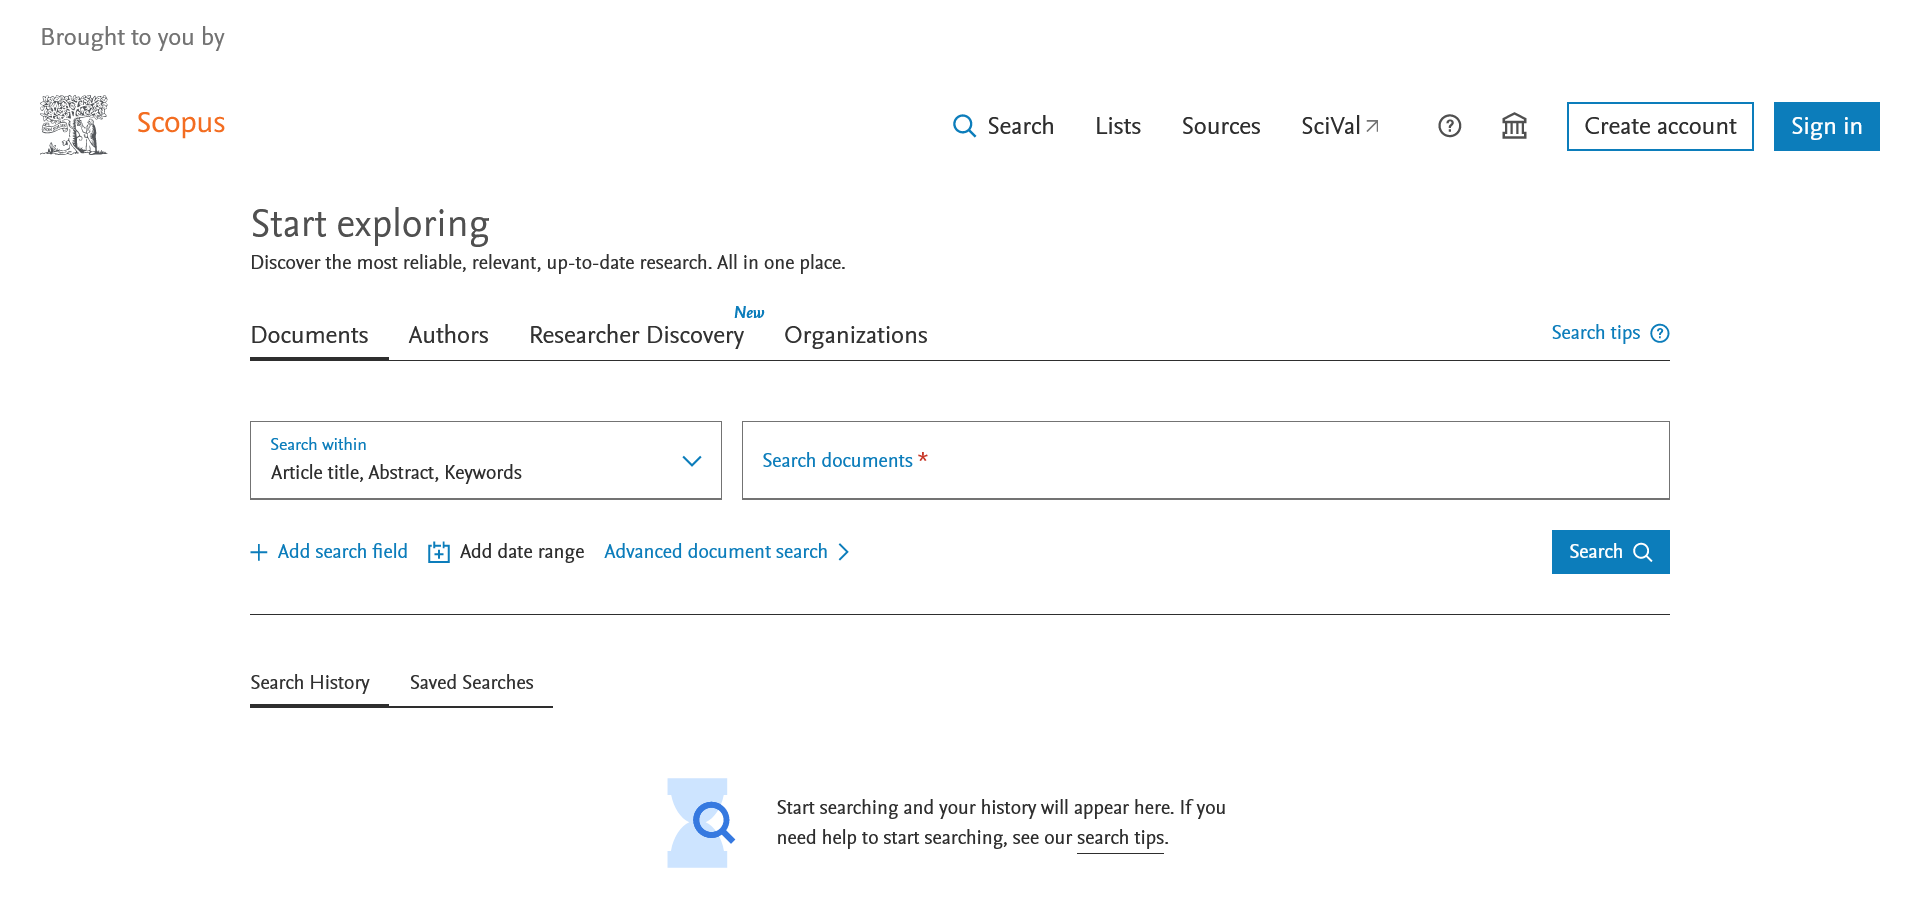 Brought to you by
Scopus
Search Lists Sources SciVal Create account Sign in
Start exploring
Discover the most reliable, relevant, up-to-date research. All in one place.
New
Documents Authors Researcher Discovery Organizations Search tips
Search within
Article title, Abstract, Keywords
Search documents *
Add search field Add date range Advanced document search Search
Search History Saved Searches
Start searching and your history will appear here. If you
need help to start searching, see our search tips.